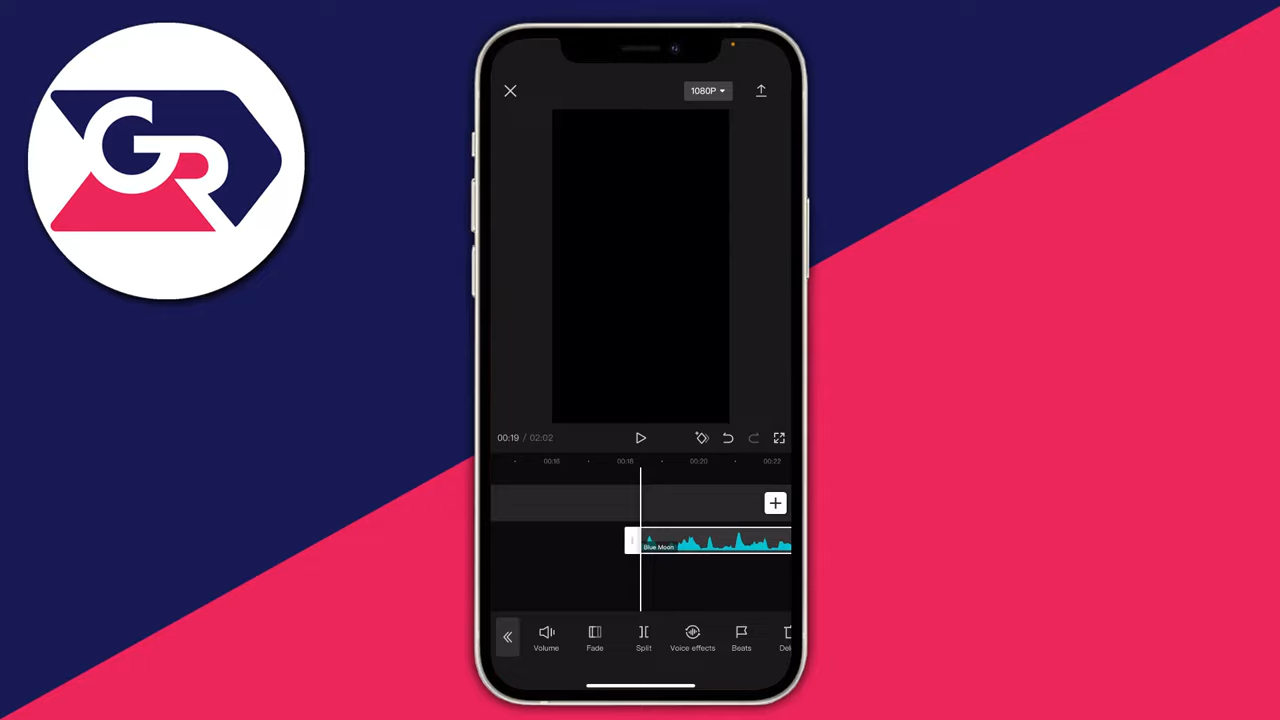 GR
1080P
00:19 / 02:02
00:16 00:18 00:20 00:22
Blue Moon
Volume Fade Split Voice effects Beats Del